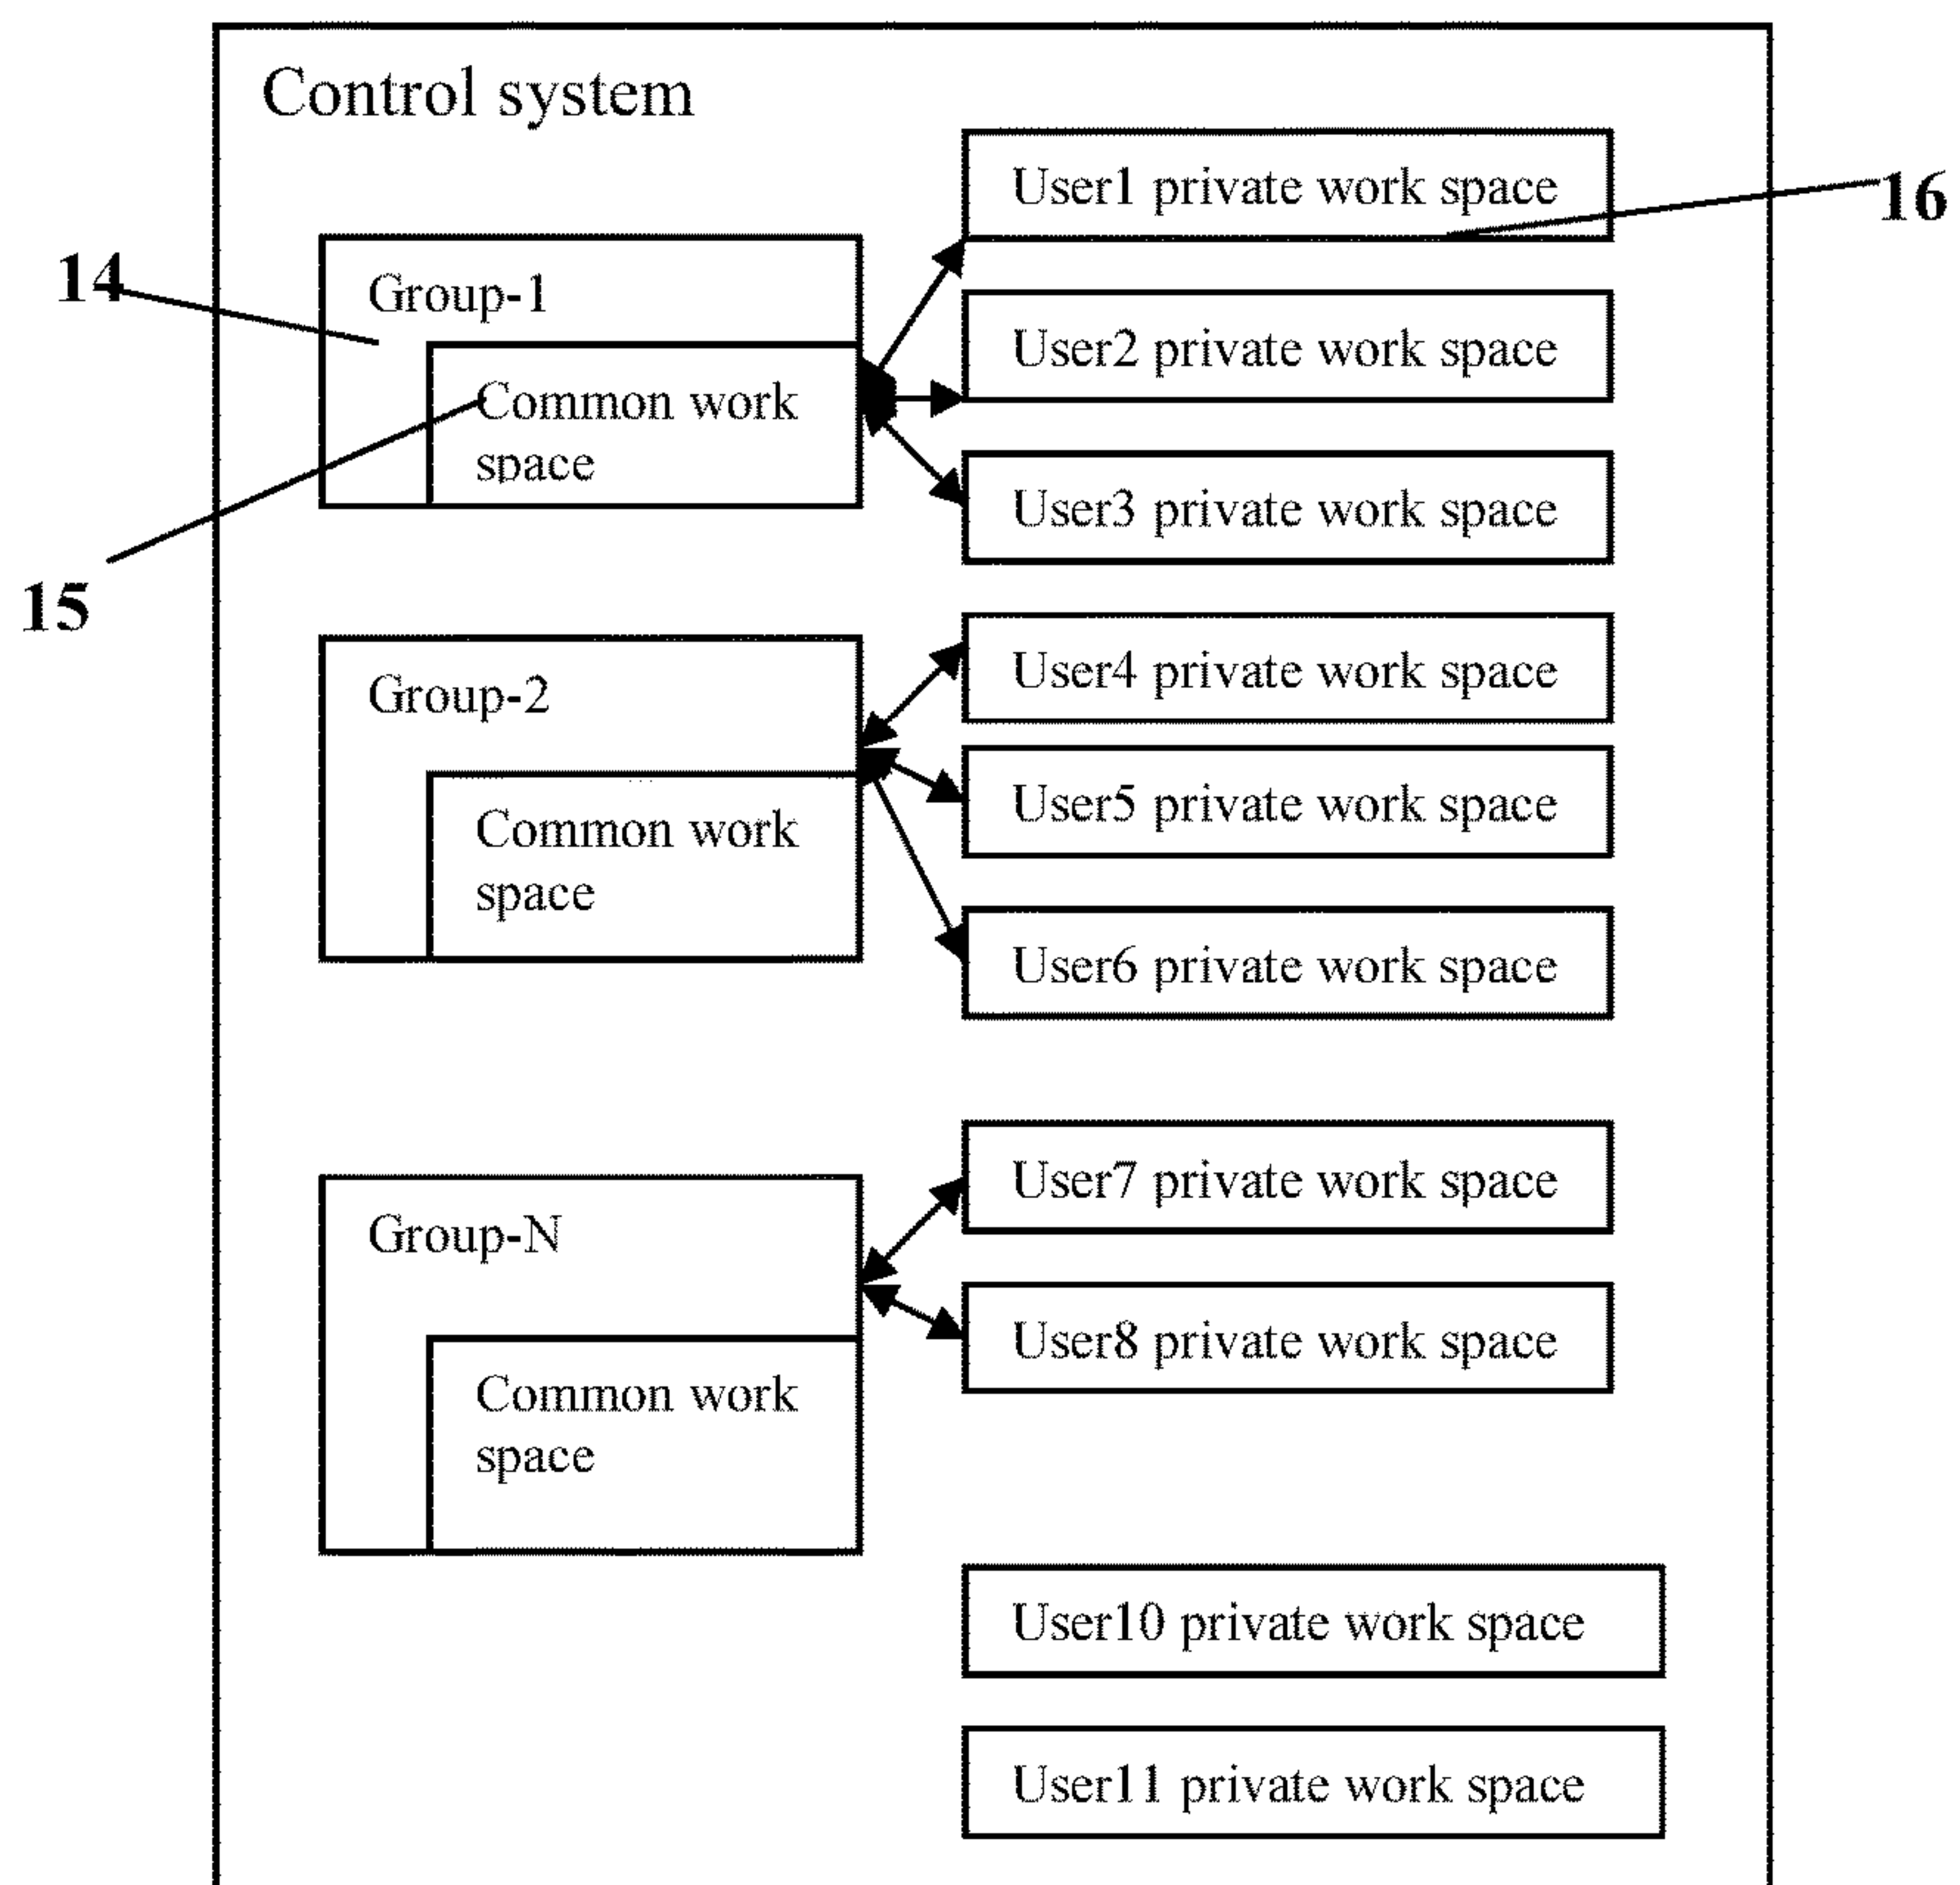 Control system
User1 private work space
16
14
Group-1
User2 private work space
Common work
space
User3 private work space
15
Group-2
User4 private work space
User5 private work space
Common work
space
User6 private work space
User7 private work space
Group-N
User8 private work space
Common work
space
User10 private work space
User11 private work space